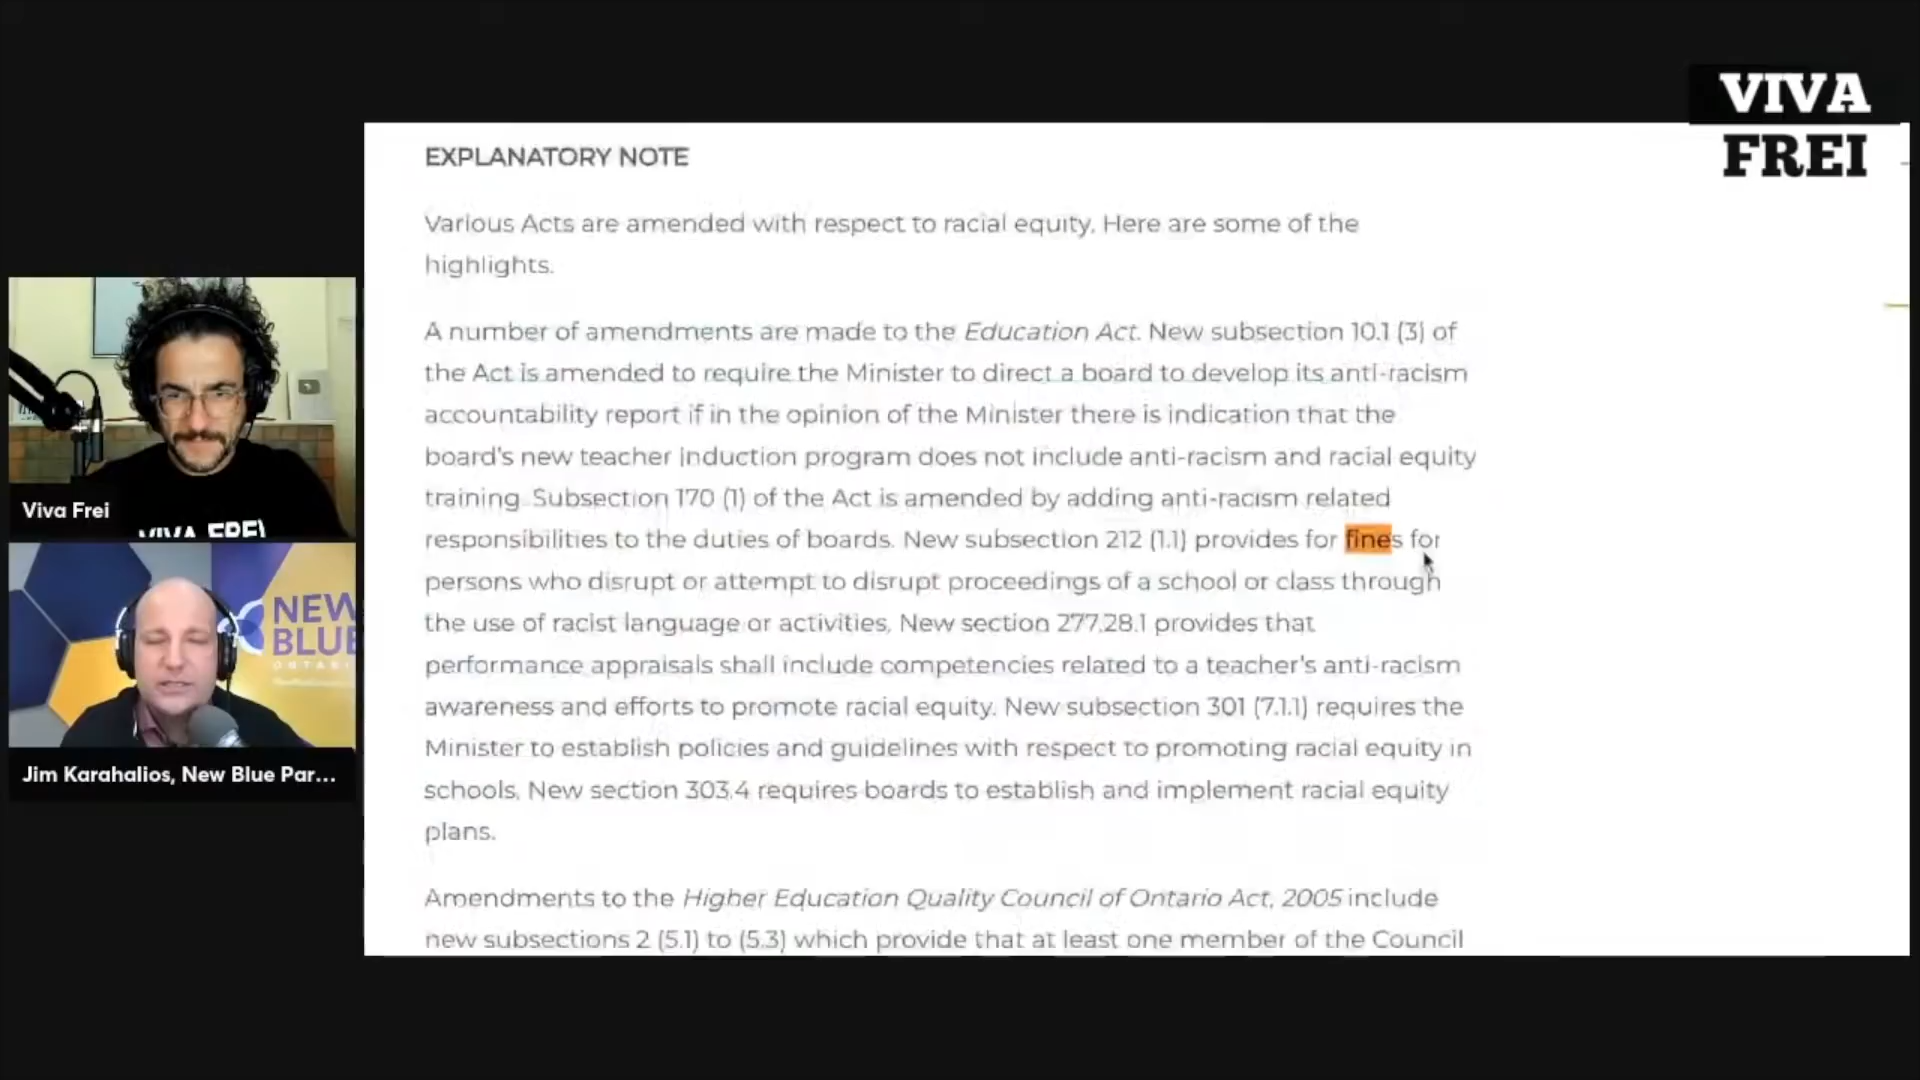 VIVA
FREI
EXPLANATORY NOTE
Various Acts are amended with respect to racial equity. Here are some of the
highlights.
A number of amendments are made to the Education Act. New subsection 10.1 (3) of
the Act is amended to require the Minister to direct a board to develop its anti-racism
accountability report if in the opinion of the Minister there is indication that the
board's new teacher induction program does not include anti-racism and racial equity
training. Subsection 170 (1) of the Act is amended by adding anti-racism related
responsibilities to the duties of boards. New subsection 212 (1.1) provides for fines for
persons who disrupt or attempt to disrupt proceedings of a school or class through
the use of racist language or activities. New section 277.28.1 provides that
performance appraisals shall include competencies related to a teacher's anti-racism
awareness and efforts to promote racial equity. New subsection 301 (7.1.1) requires the
Minister to establish policies and guidelines with respect to promoting racial equity in
schools. New section 303.4 requires boards to establish and implement racial equity
plans.
Amendments to the Higher Education Quality Council of Ontario Act, 2005 include
new subsections 2 (5.1) to (5.3) which provide that at least one member of the Council
VIVA FREI
Viva Frei
NEW
BLUE
ONTARI
Jim Karahalios, New Blue Par...